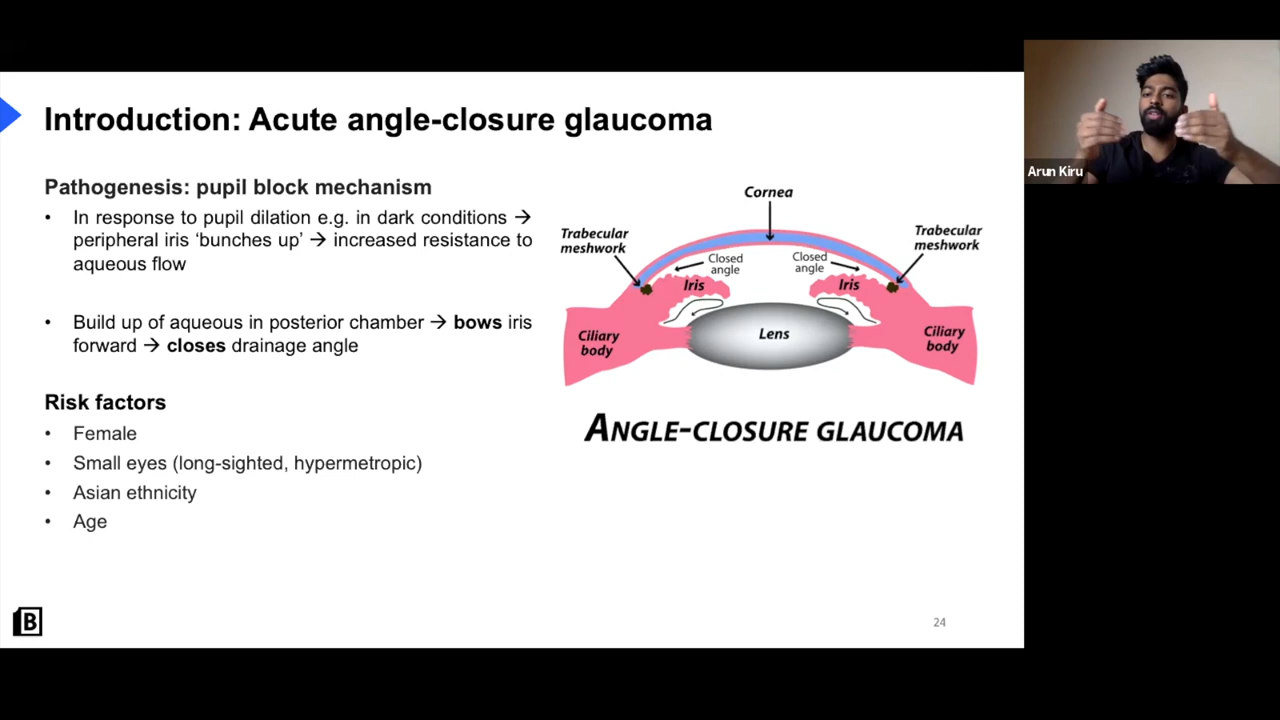 Introduction: Acute angle-closure glaucoma
Pathogenesis: pupil block mechanism
• In response to pupil dilation e.g. in dark conditions →
peripheral iris ‘bunches up’ → increased resistance to
aqueous flow
• Build up of aqueous in posterior chamber → bows iris
forward → closes drainage angle
Risk factors
• Female
• Small eyes (long-sighted, hypermetropic)
• Asian ethnicity
• Age
Cornea
Trabecular
meshwork
Trabecular
meshwork
Closed
angle
Closed
angle
Iris
Iris
Ciliary
body
Lens
Ciliary
body
ANGLE-CLOSURE GLAUCOMA
B
24
Arun Kiru